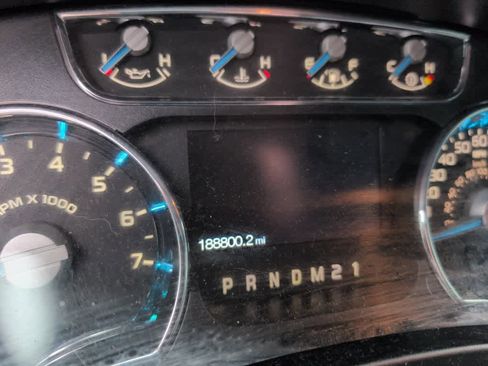 L H C H E F C H
3 4 5 6 7
RPM X 1000
188800.2 mi
P R N D M 2 1